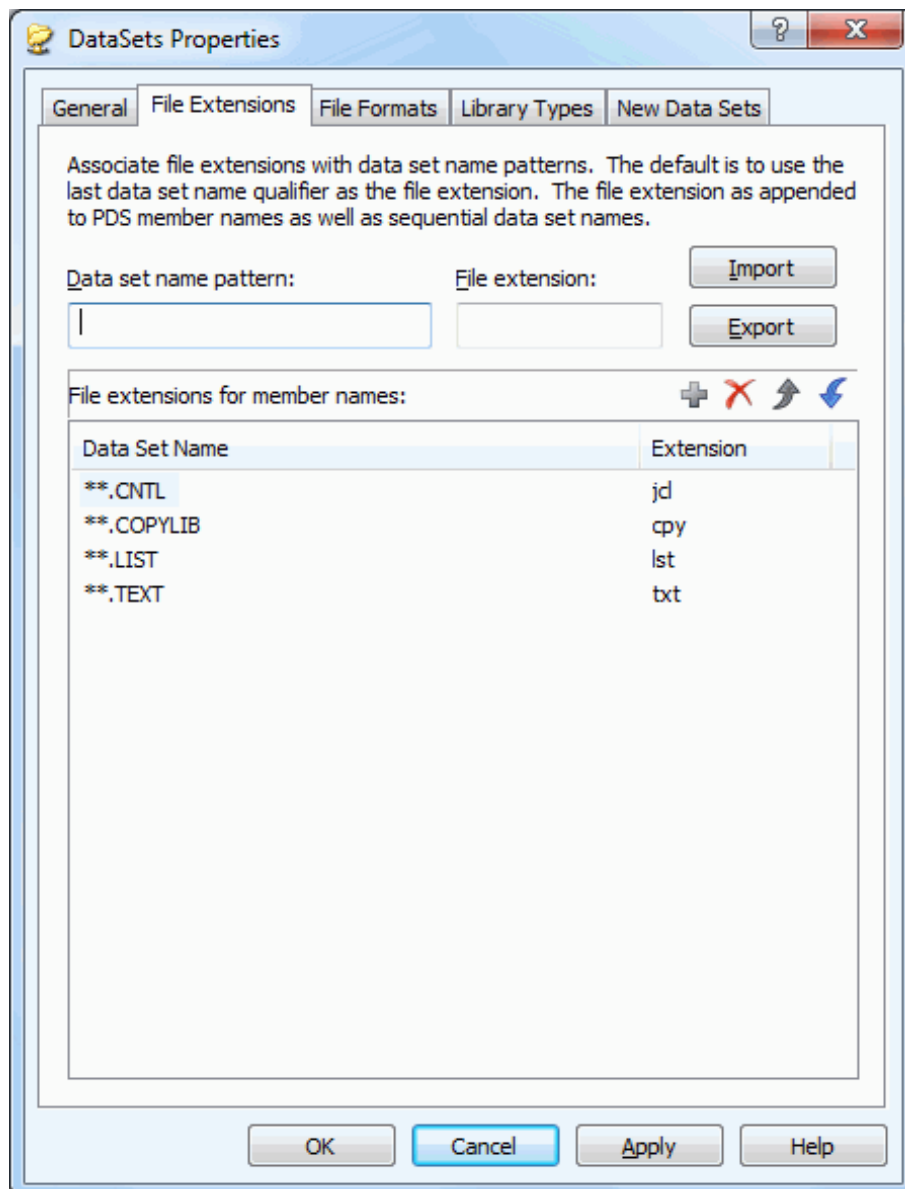 DataSets Properties
General File Extensions File Formats Library Types New Data Sets
Associate file extensions with data set name patterns. The default is to use the
last data set name qualifier as the file extension. The file extension as appended
to PDS member names as well as sequential data set names.
Data set name pattern: File extension: Import
Export
File extensions for member names:
Data Set Name Extension
**.CNTL jcl
**.COPYLIB cpy
**.LIST lst
**.TEXT txt
OK Cancel Apply Help